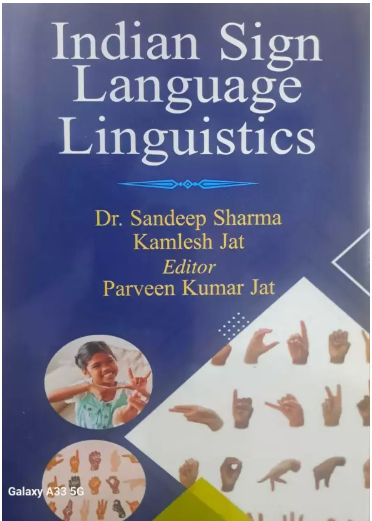 Indian Sign
Language
Linguistics
Dr. Sandeep Sharma
Kamlesh Jat
Editor
Parveen Kumar Jat
Galaxy A33 5G